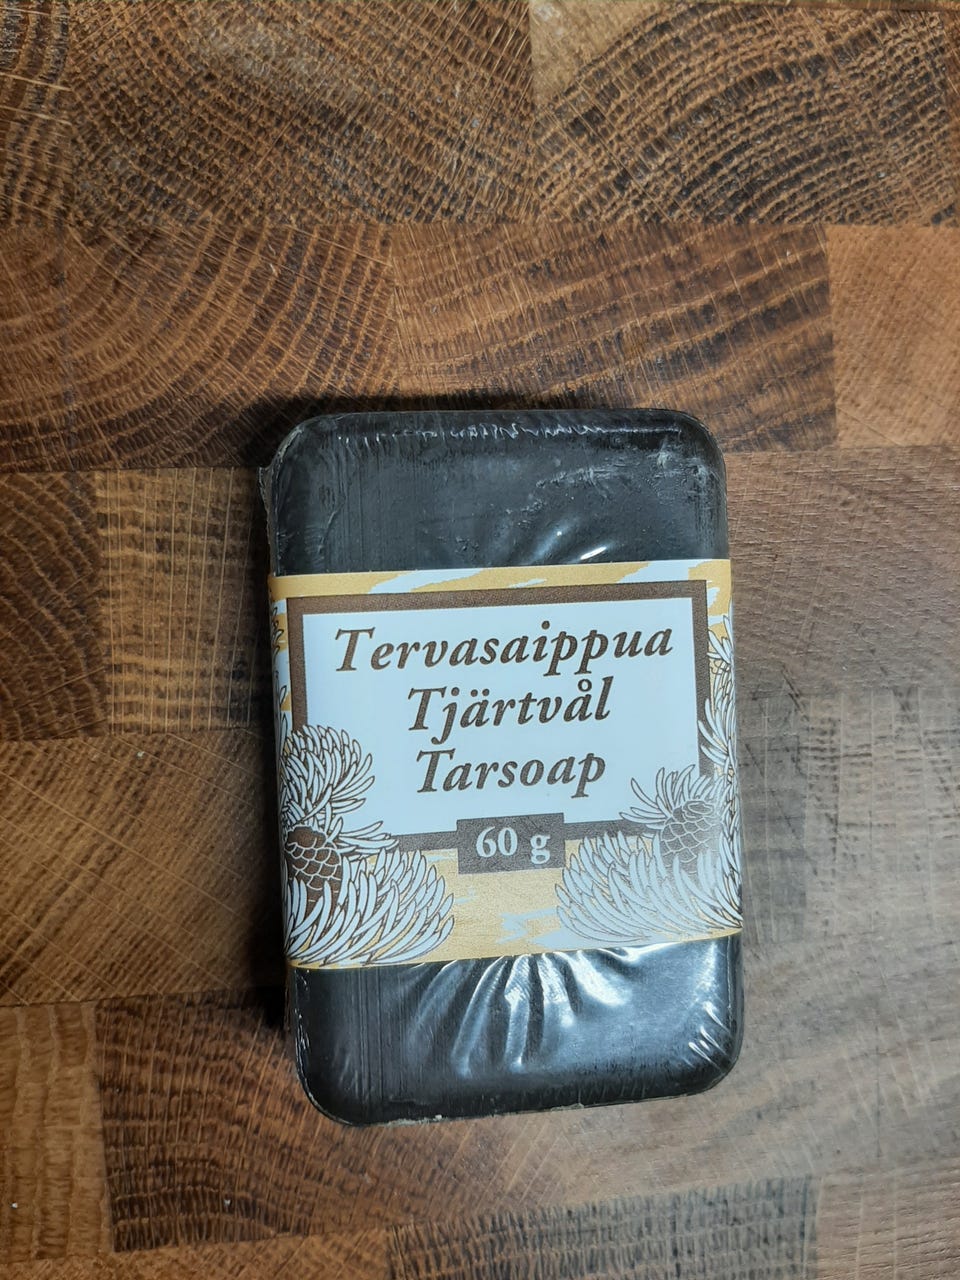 Tervasaippua
Tjärtvål
Tarsoap
60 g